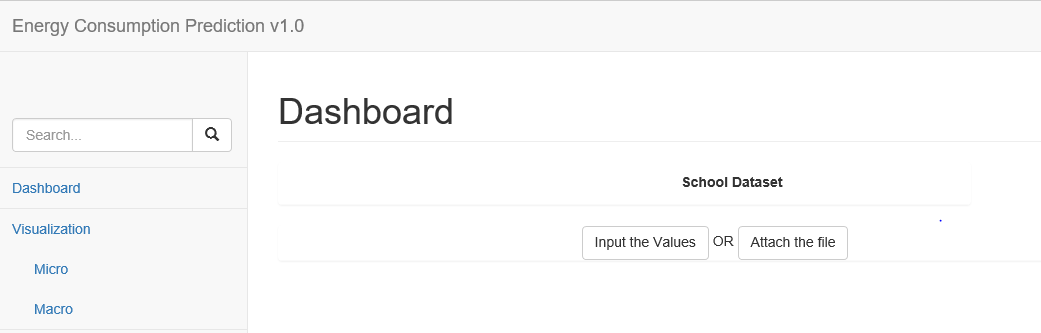 Energy Consumption Prediction v1.0
Dashboard
Search...
School Dataset
Dashboard
Visualization
Input the Values OR Attach the file
Micro
Macro